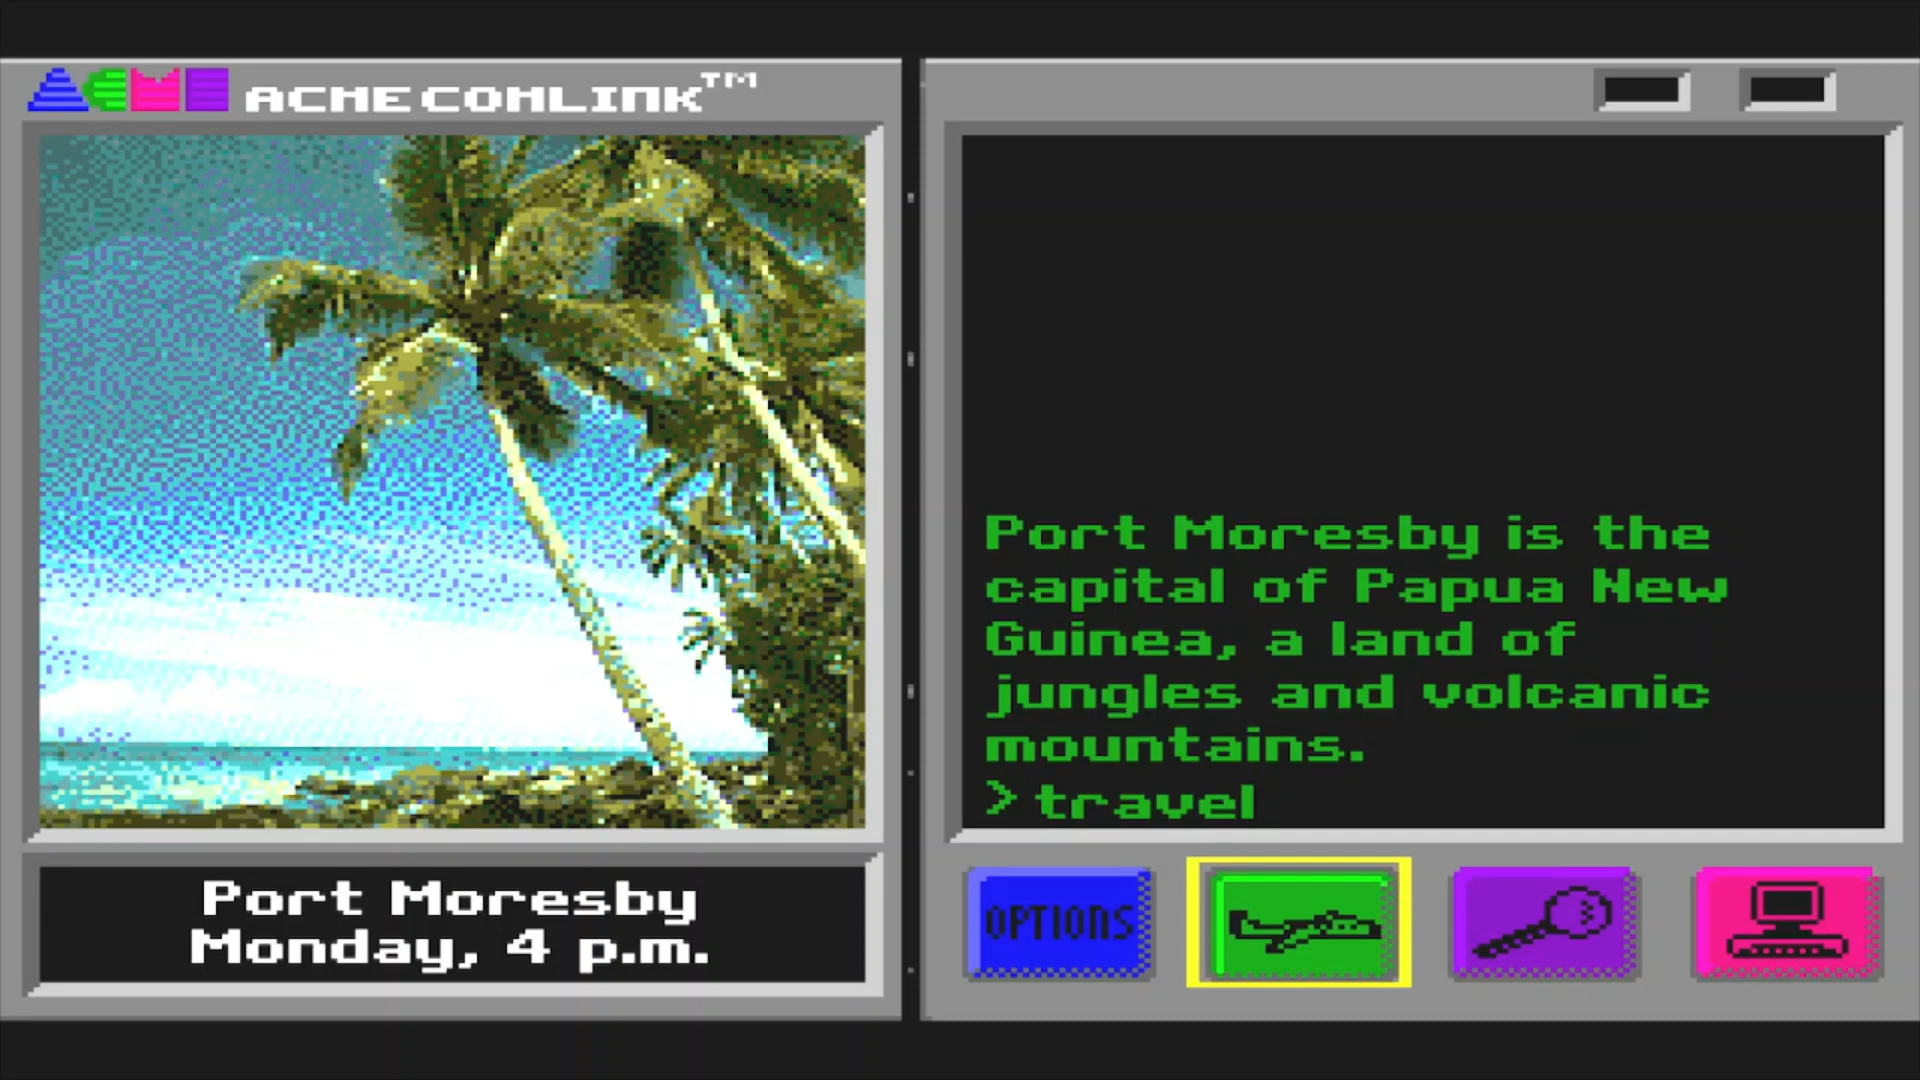 ACME ACME COMLINK™
Port Moresby is the
capital of Papua New
Guinea, a land of
jungles and volcanic
mountains.
> travel
Port Moresby
Monday, 4 p.m.
OPTIONS